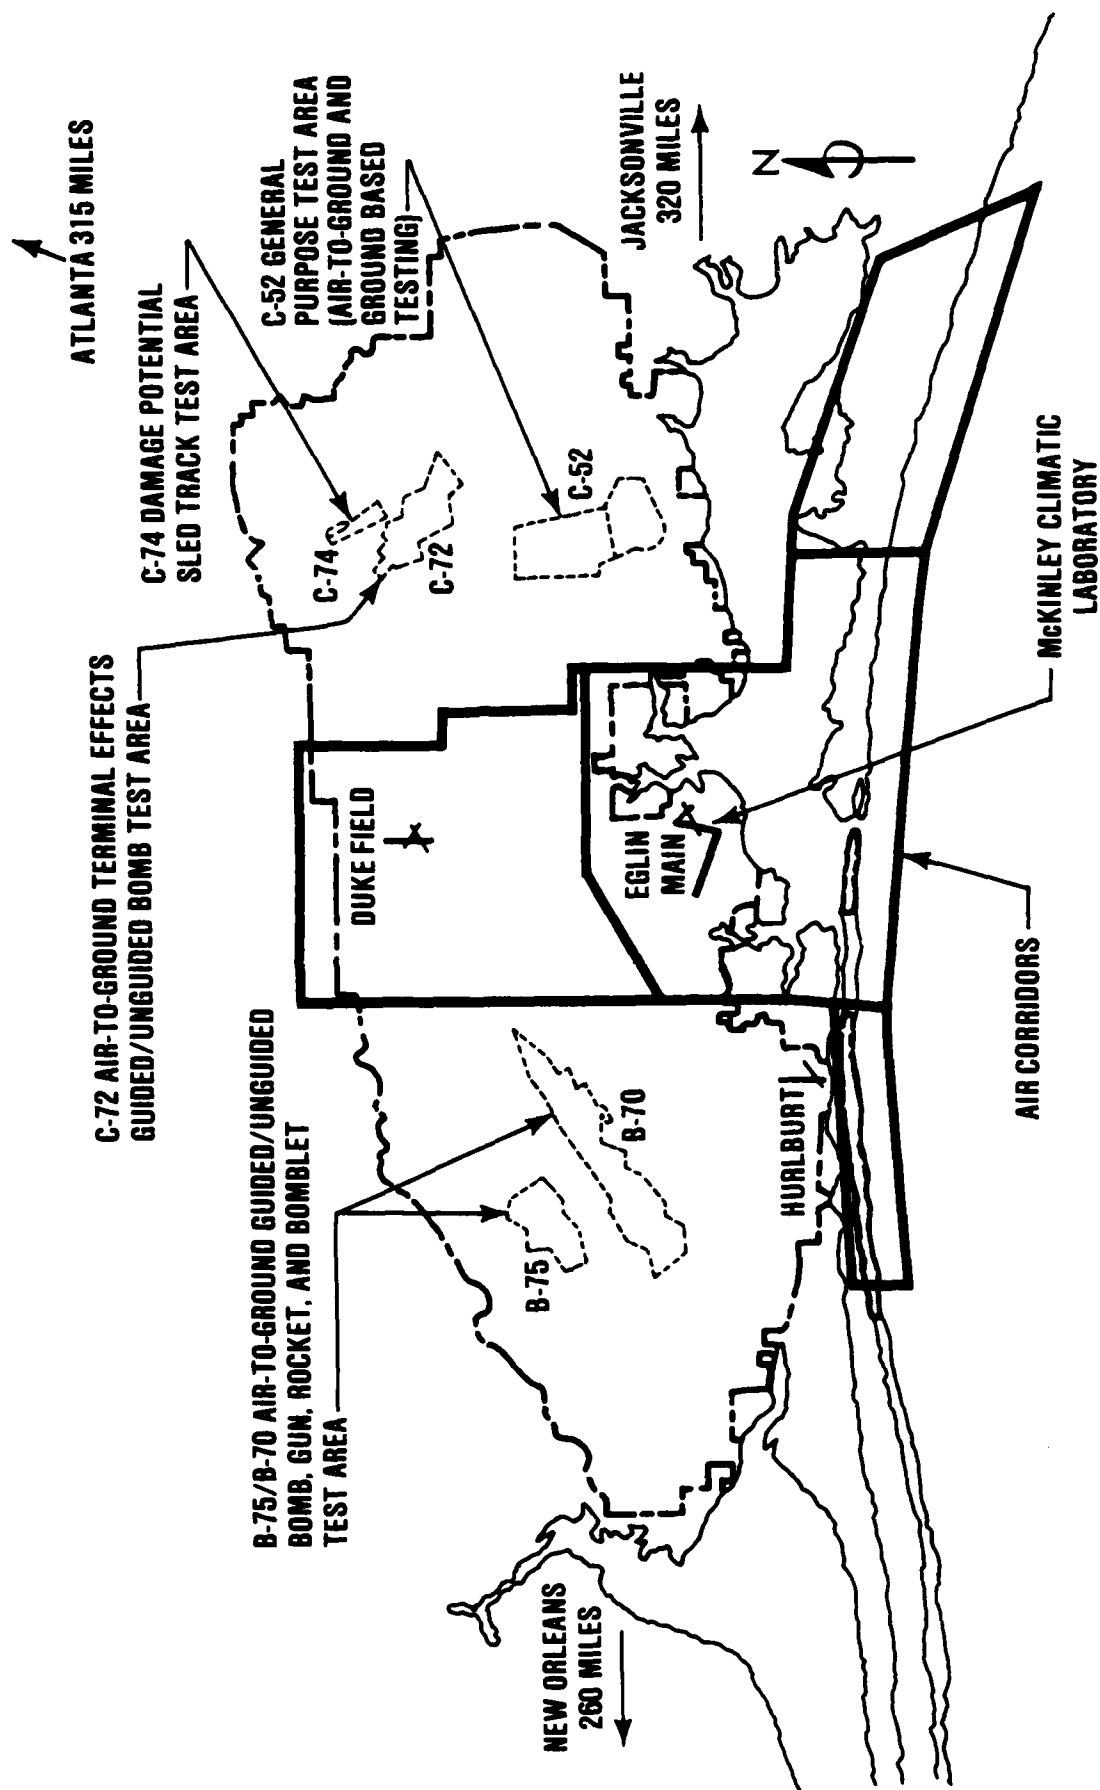 ATLANTA 315 MILES
C-74 DAMAGE POTENTIAL
SLED TRACK TEST AREA
C-72 AIR-TO-GROUND TERMINAL EFFECTS
GUIDED/UNGUIDED BOMB TEST AREA
B-75/B-70 AIR-TO-GROUND GUIDED/UNGUIDED
BOMB, GUN, ROCKET, AND BOMBLET
TEST AREA
C-52 GENERAL
PURPOSE TEST AREA
(AIR-TO-GROUND AND
GROUND BASED
TESTING)
C-74
C-72
DUKE FIELD
C-52
B-75
B-70
NEW ORLEANS
260 MILES
EGLIN
MAIN
JACKSONVILLE
320 MILES
N
HURLBURT
AIR CORRIDORS
McKINLEY CLIMATIC
LABORATORY